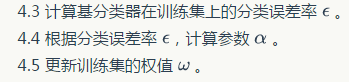 4.3 计算基分类器在训练集上的分类误差率 ϵ 。
4.4 根据分类误差率 ϵ ，计算参数 α 。
4.5 更新训练集的权值 ω 。